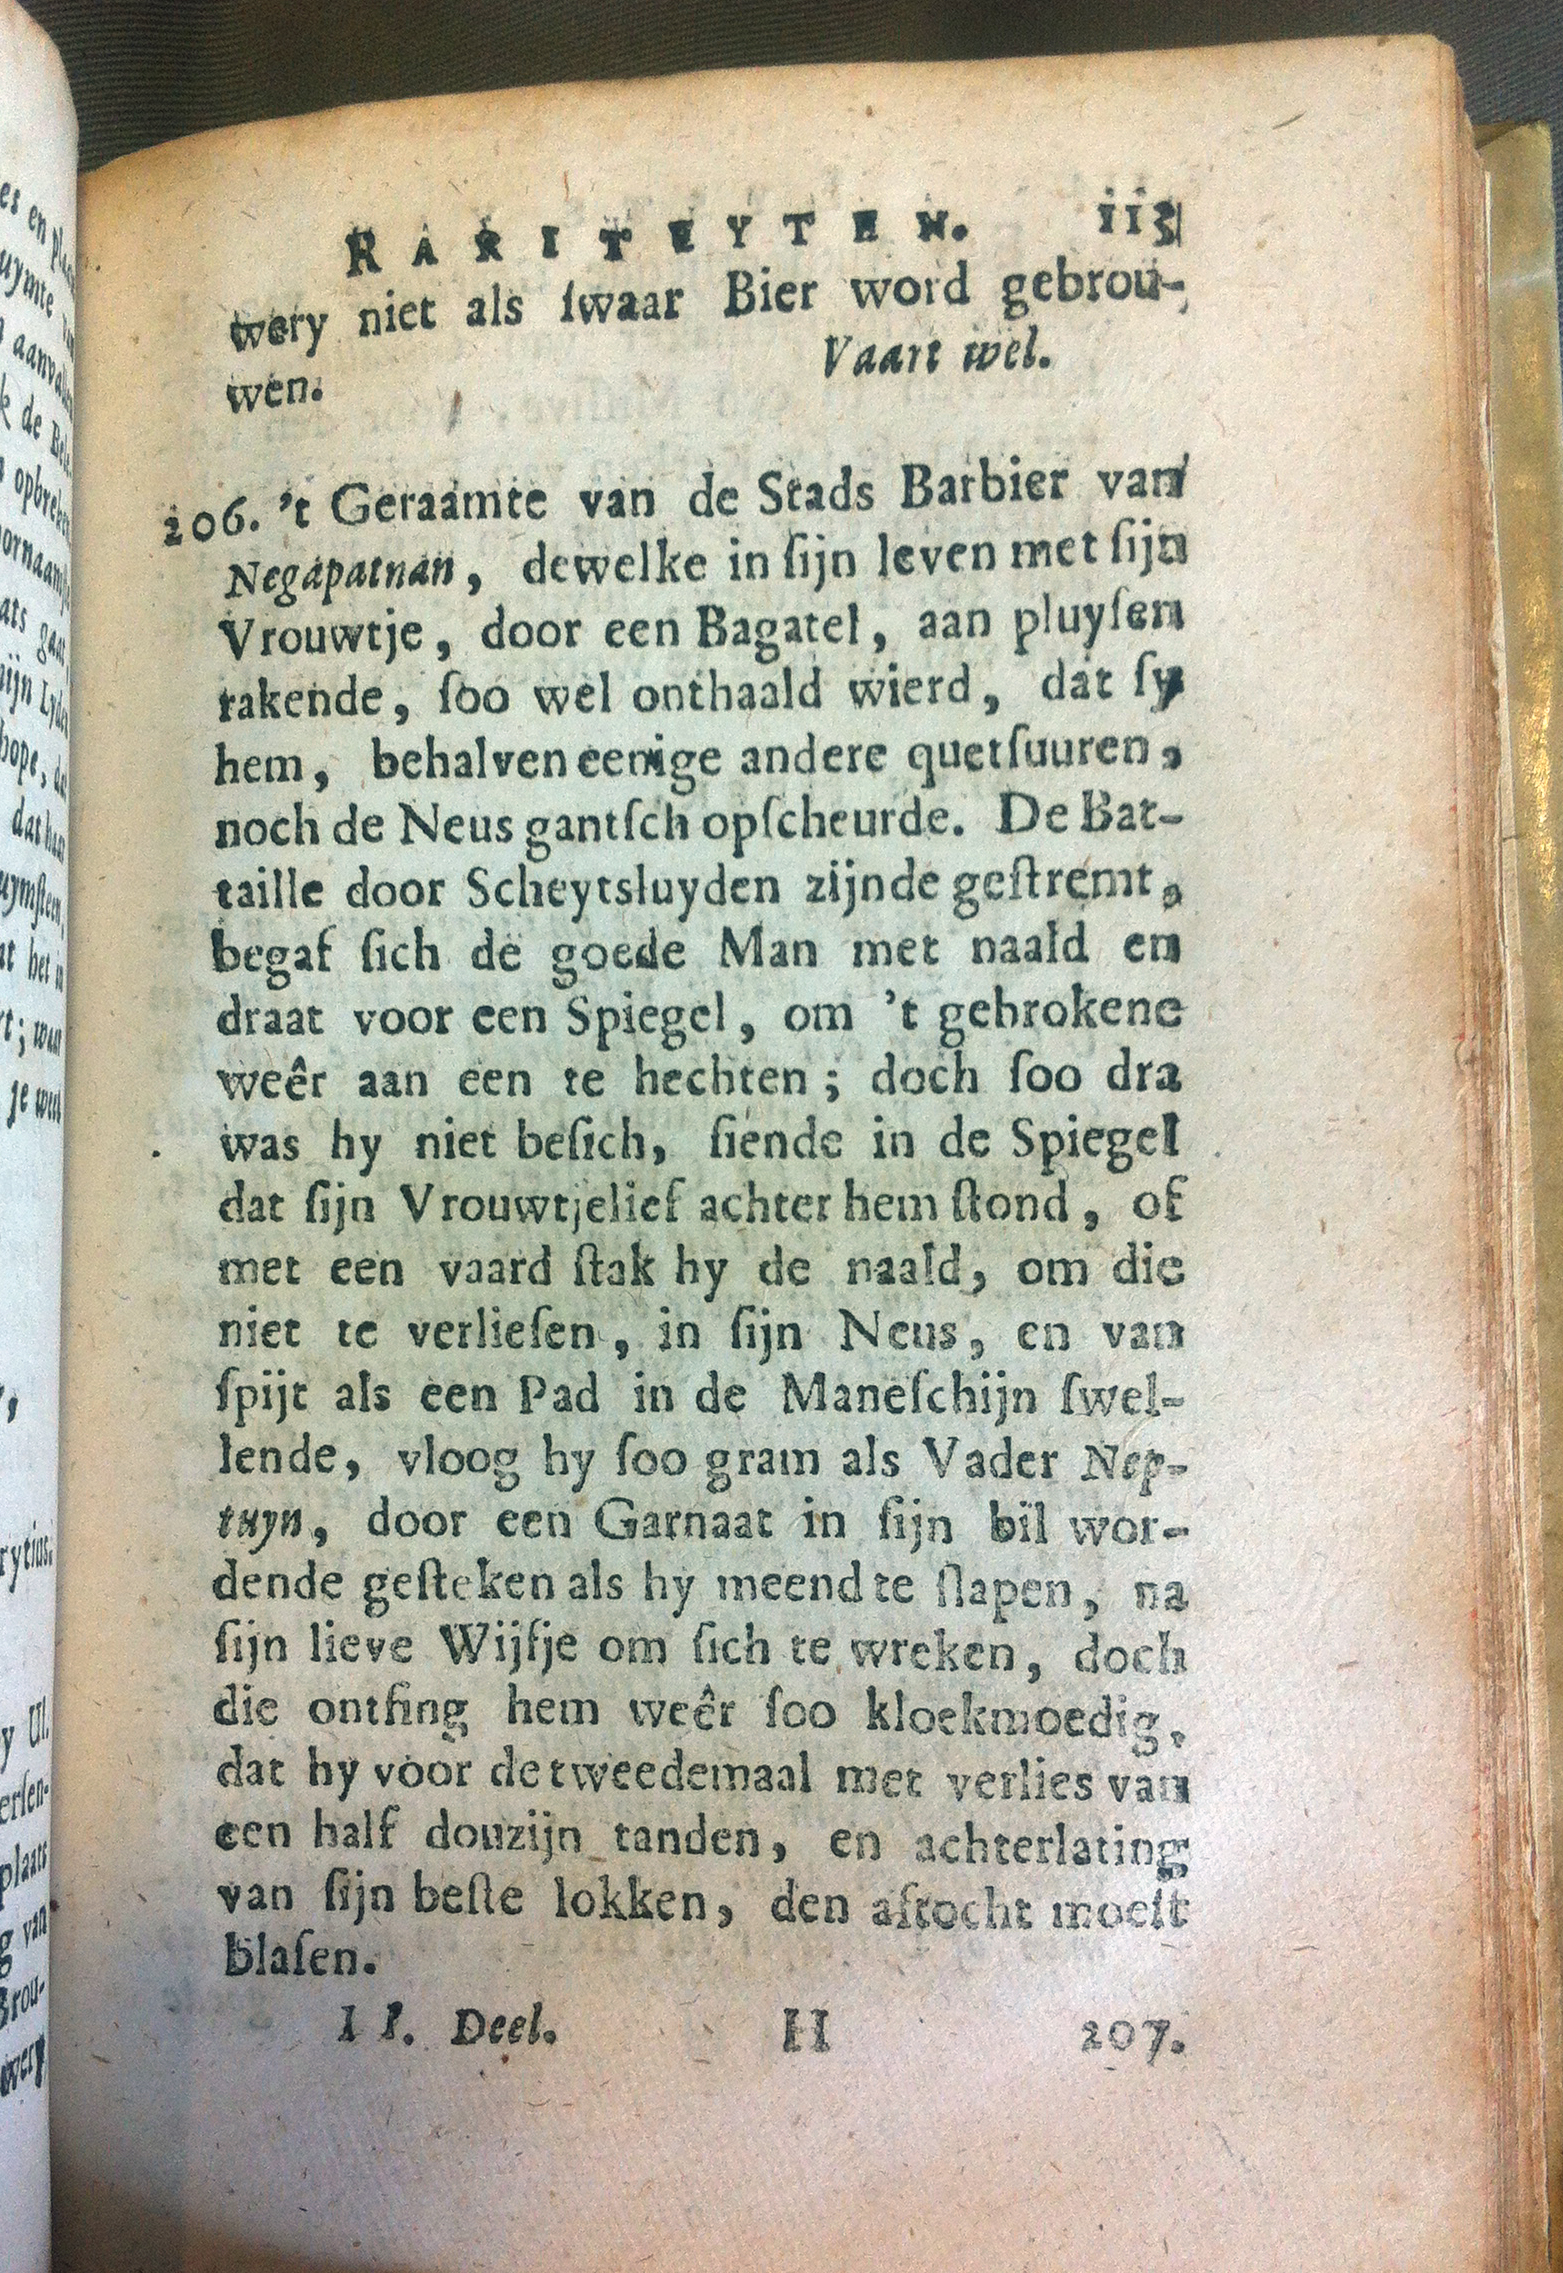 RARITEYTEN. 113
wery niet als ſwaar Bier word gebrou-
wen. Vaart wel.
206. 't Geraamte van de Stads Barbier van
Negapatnan, dewelke in ſijn leven met ſijn
Vrouwtje, door een Bagatel, aan pluyſen
rakende, ſoo wel onthaald wierd, dat ſy
hem, behalven eenige andere quetſuuren,
noch de Neus gantſch opſcheurde. De Bat-
taille door Scheytsluyden zijnde geſtremt,
begaf ſich de goede Man met naald en
draat voor een Spiegel, om 't gebrokene
weêr aan een te hechten; doch ſoo dra
was hy niet beſich, ſiende in de Spiegel
dat ſijn Vrouwtjelief achter hem ſtond, of
met een vaard ſtak hy de naald, om die
niet te verlieſen, in ſijn Neus, en van
ſpijt als een Pad in de Maneſchijn ſwel-
lende, vloog hy ſoo gram als Vader Nep-
tuyn, door een Garnaat in ſijn bil wor-
dende geſteken als hy meend te ſlapen, na
ſijn lieve Wijfje om ſich te wreken, doch
die ontfing hem weêr ſoo kloekmoedig,
dat hy voor de tweedemaal met verlies van
een half douzijn tanden, en achterlating
van ſijn beſte lokken, den aftocht moeſt
blaſen.
II. Deel. H 207.